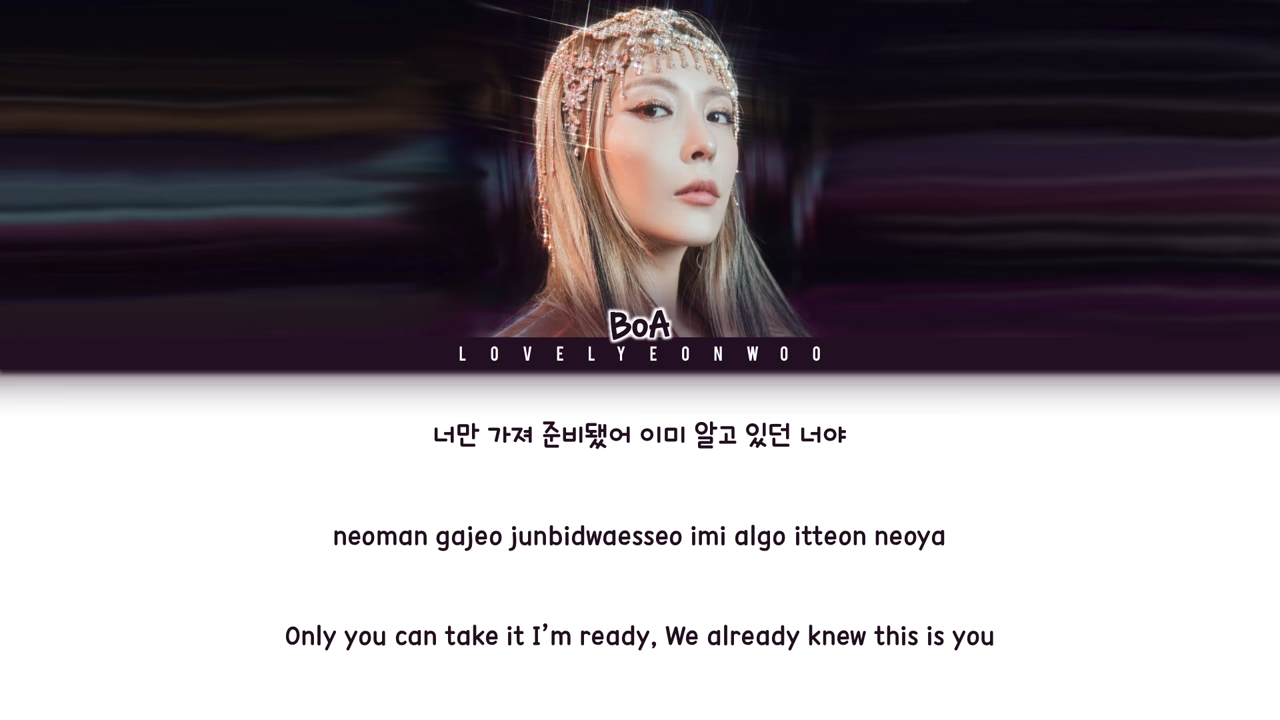 BoA
LOVELYEONWOO
너만 가져 준비됐어 이미 알고 있던 너야
neoman gajeo junbidwaesseo imi algo itteon neoya
Only you can take it I’m ready, We already knew this is you